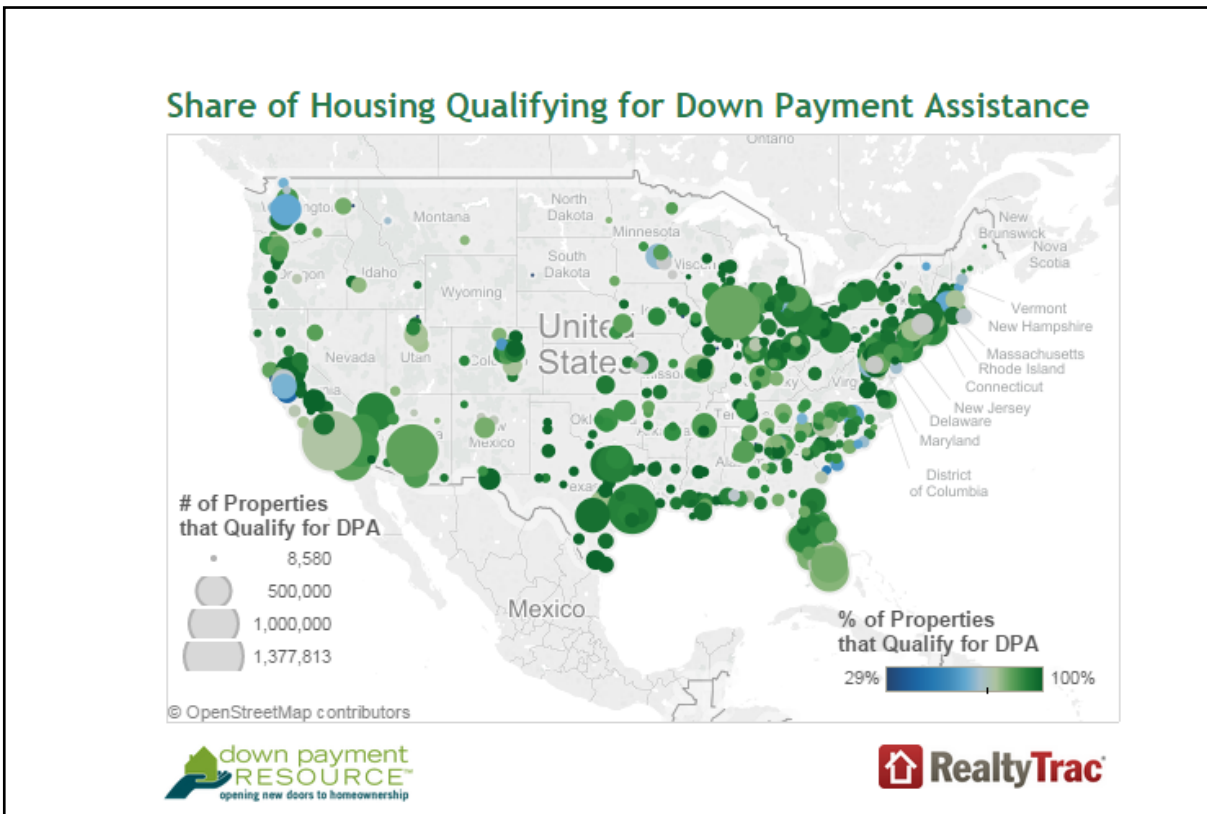 Share of Housing Qualifying for Down Payment Assistance
Ontario
North
Dakota
Montana
Minnesota
New
Brunswick
Nova
Scotia
South
Dakota
Idaho
Wyoming
Vermont
New Hampshire
United
States
Nevada
Utah
Massachusetts
Rhode Island
Connecticut
New Jersey
Delaware
Maryland
Mexico
District
of Columbia
# of Properties
that Qualify for DPA
8,580
500,000
1,000,000
1,377,813
Mexico
% of Properties
that Qualify for DPA
29% 100%
© OpenStreetMap contributors
down payment
RESOURCE™
opening new doors to homeownership
RealtyTrac